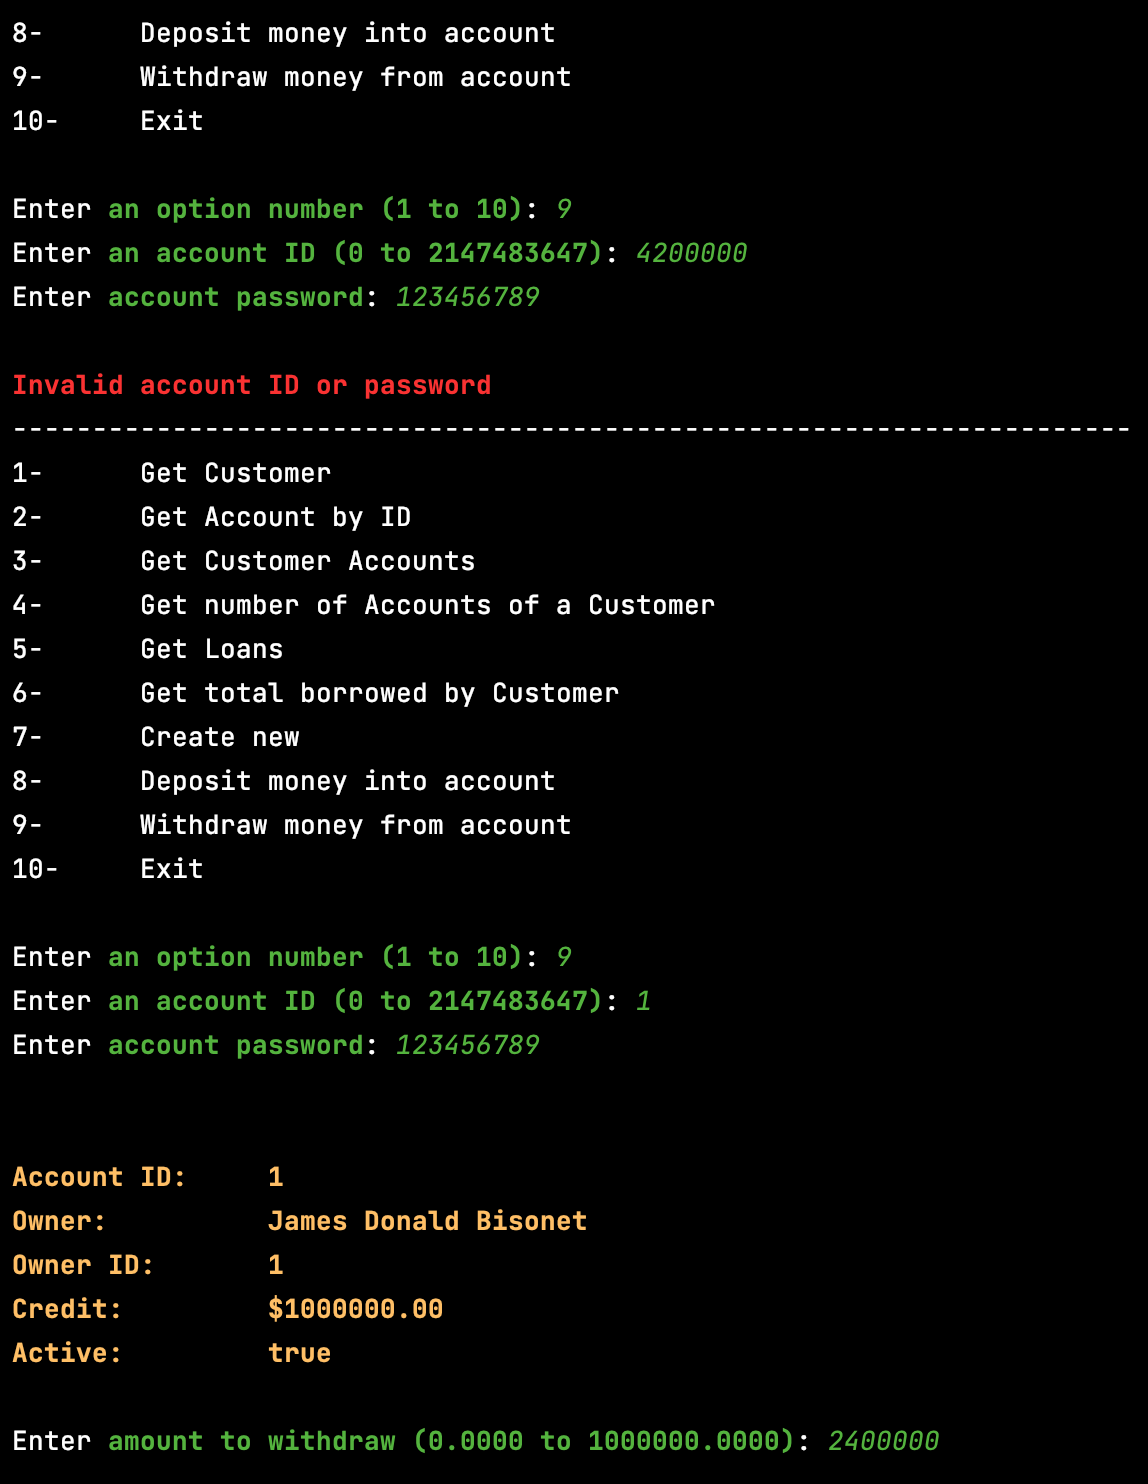 8-      Deposit money into account
9-      Withdraw money from account
10-     Exit
Enter an option number (1 to 10): 9
Enter an account ID (0 to 2147483647): 4200000
Enter account password: 123456789
Invalid account ID or password
----------------------------------------------------------------------
1-      Get Customer
2-      Get Account by ID
3-      Get Customer Accounts
4-      Get number of Accounts of a Customer
5-      Get Loans
6-      Get total borrowed by Customer
7-      Create new
8-      Deposit money into account
9-      Withdraw money from account
10-     Exit
Enter an option number (1 to 10): 9
Enter an account ID (0 to 2147483647): 1
Enter account password: 123456789
Account ID:     1
Owner:          James Donald Bisonet
Owner ID:       1
Credit:         $1000000.00
Active:         true
Enter amount to withdraw (0.0000 to 1000000.0000): 2400000